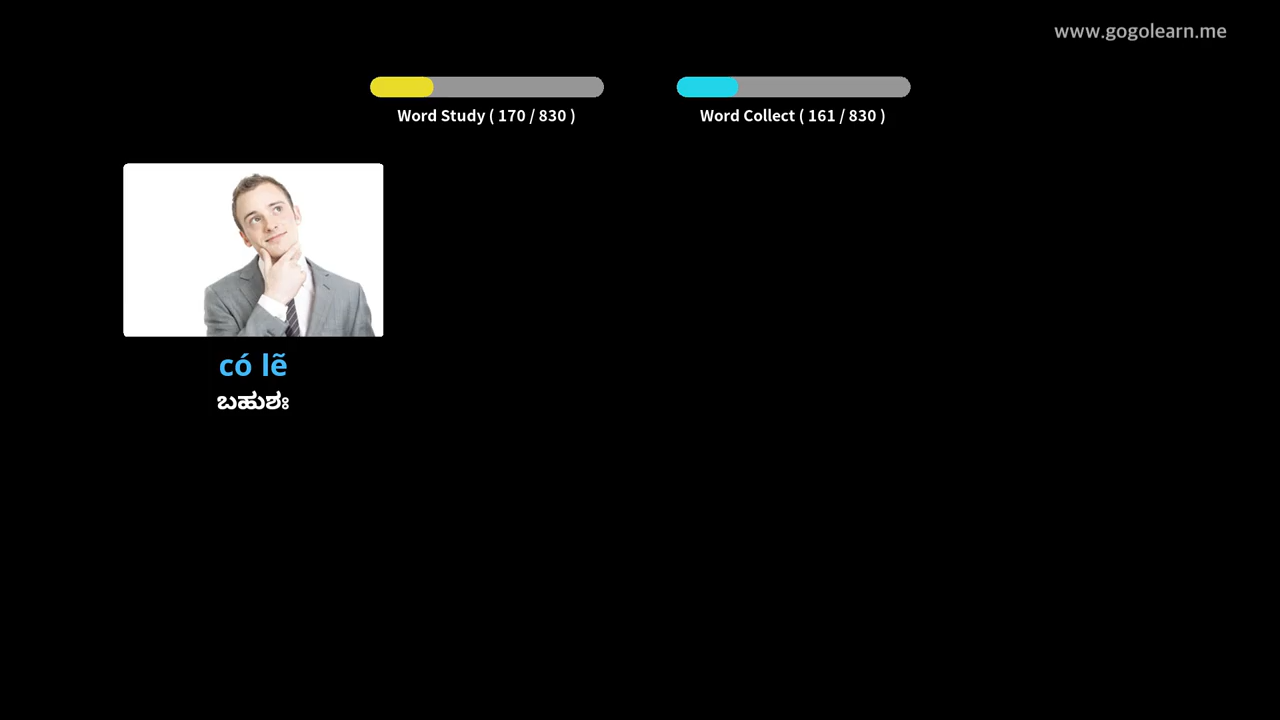 www.gogolearn.me
Word Study ( 170 / 830 )
Word Collect ( 161 / 830 )
có lẽ
ಬಹುಶಃ